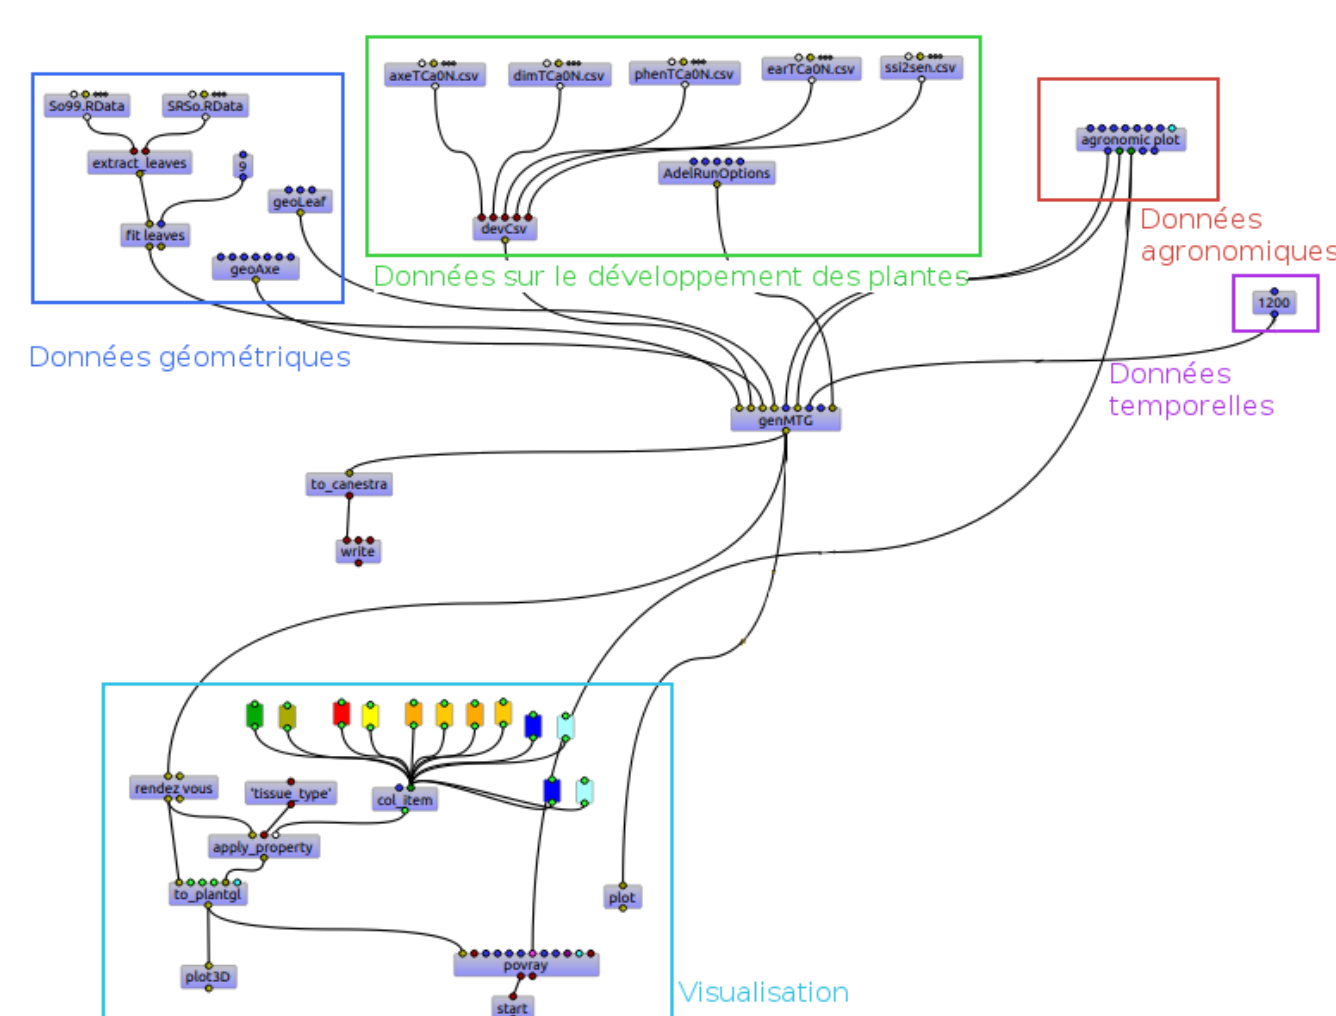 axeTCa0N.csv
dimTCa0N.csv
phenTCa0N.csv
earTCa0N.csv
ssi2sen.csv
So99.RData
SRSo.RData
extract_leaves
9
geoLeaf
fit leaves
geoAxe
AdelRunOptions
devCsv
agronomic plot
Données sur le développement des plantes
Données
agronomiques
1200
Données géométriques
Données
temporelles
genMTG
to_canestra
write
rendez vous
'tissue_type'
col_item
apply_property
to_plantgl
plot
plot3D
povray
start
Visualisation